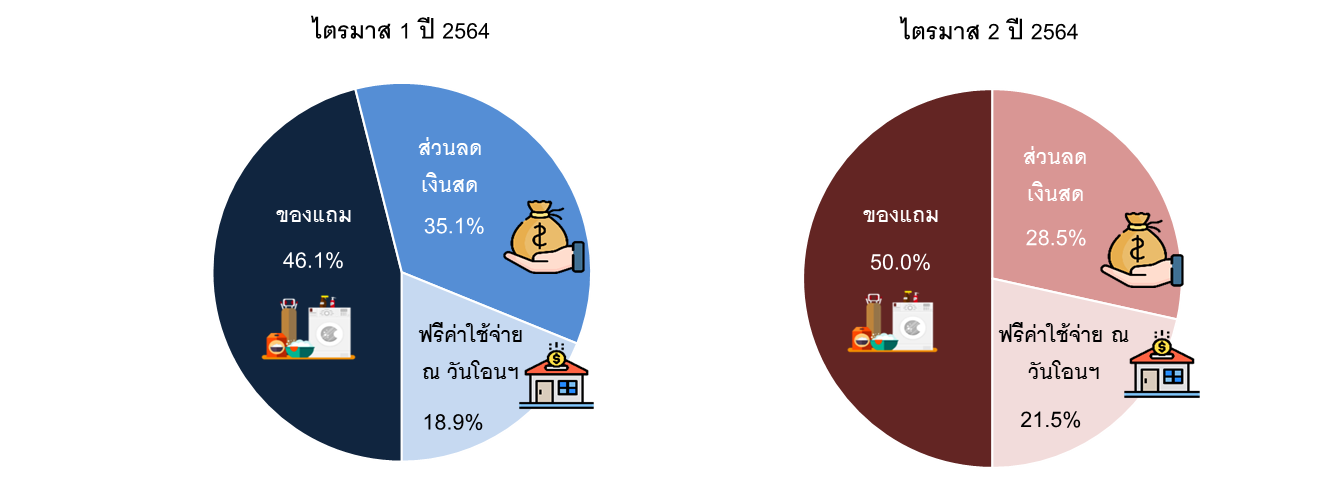 ไตรมาส 1 ปี 2564
ส่วนลด
เงินสด
35.1%
ของแถม
46.1%
ฟรีค่าใช้จ่าย
ณ วันโอนฯ
18.9%
ไตรมาส 2 ปี 2564
ส่วนลด
เงินสด
28.5%
ของแถม
50.0%
ฟรีค่าใช้จ่าย ณ
วันโอนฯ
21.5%